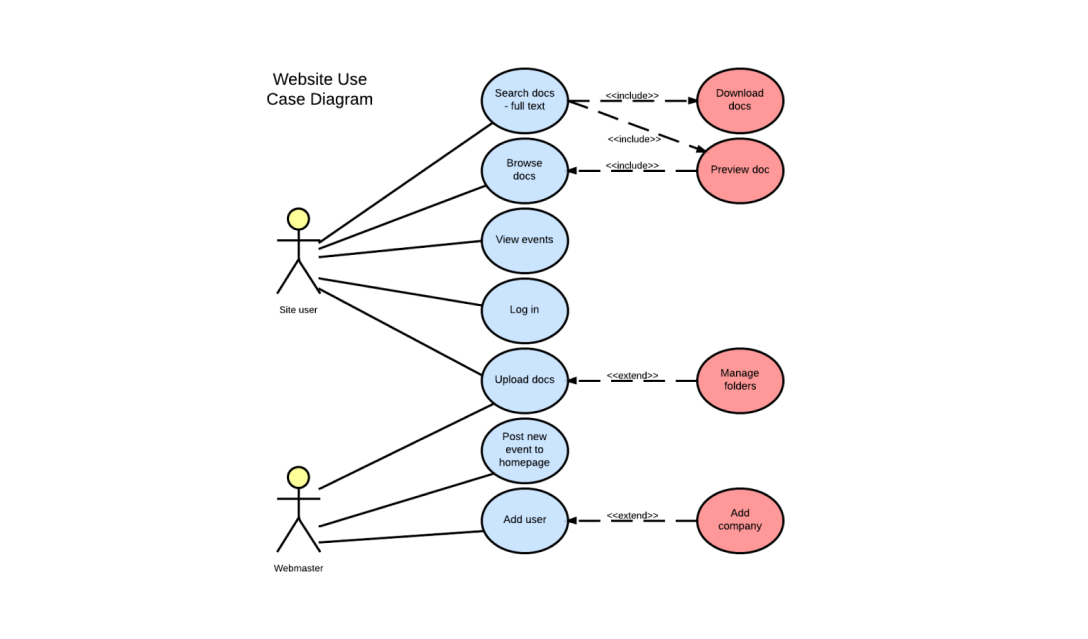 Website Use
Case Diagram
Search docs
- full text
<<include>>
Download
docs
<<include>>
Browse
docs
<<include>>
Preview doc
View events
Site user
Log in
Upload docs
<<extend>>
Manage
folders
Post new
event to
homepage
Add user
<<extend>>
Add
company
Webmaster